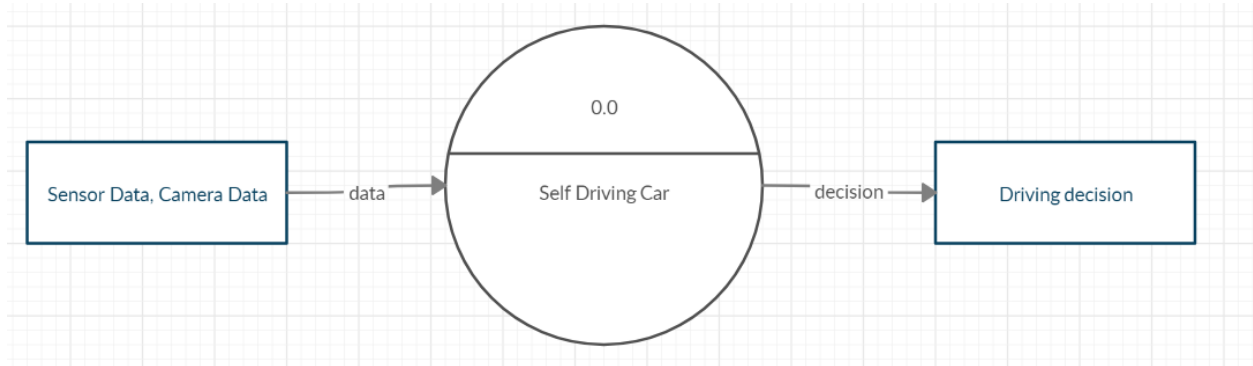 0.0
Sensor Data, Camera Data
data
Self Driving Car
decision
Driving decision